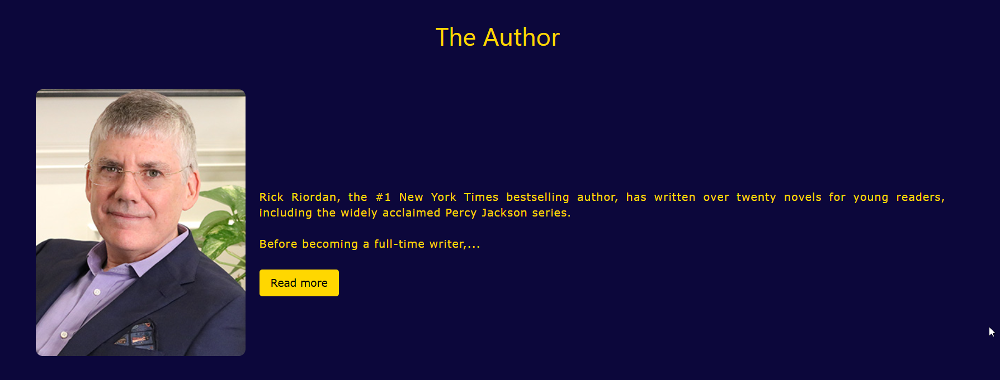 The Author
Rick Riordan, the #1 New York Times bestselling author, has written over twenty novels for young readers,
including the widely acclaimed Percy Jackson series.
Before becoming a full-time writer,...
Read more